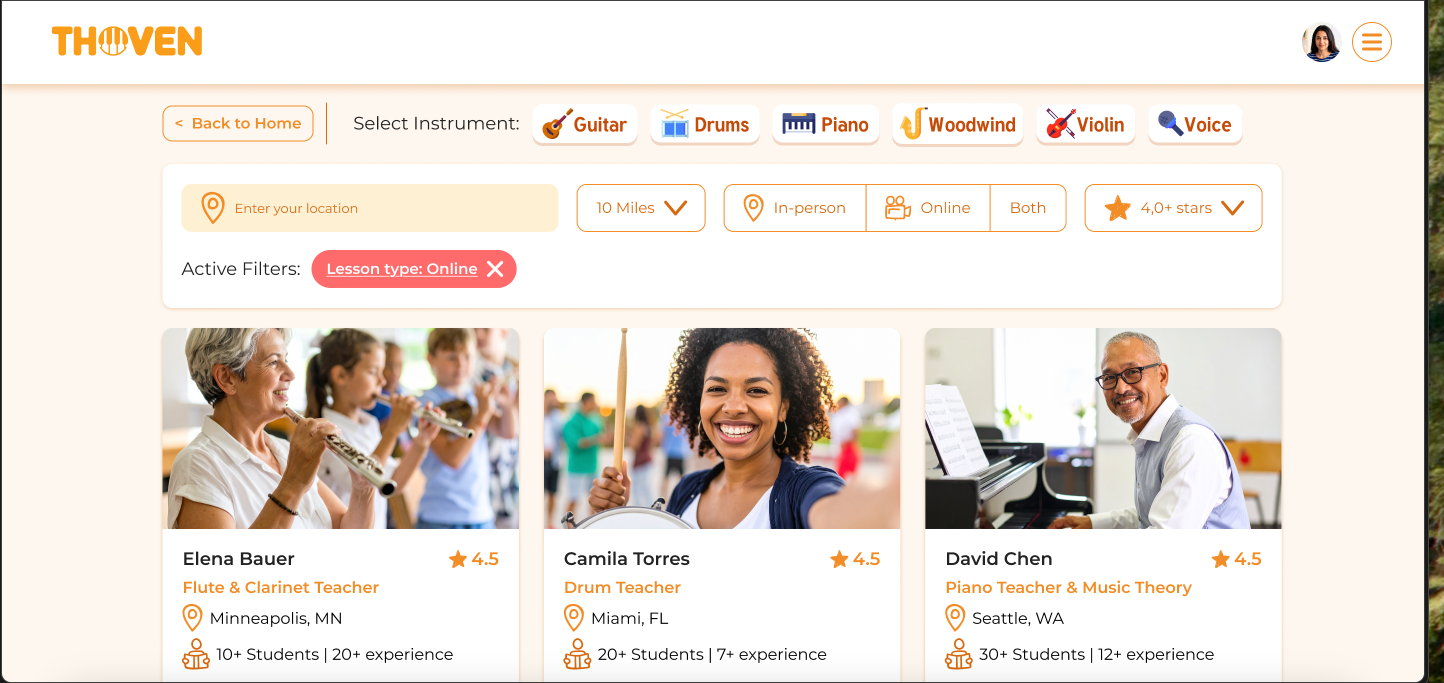 THOVEN
< Back to Home
Select Instrument:
Guitar
Drums
Piano
Woodwind
Violin
Voice
Enter your location
10 Miles
In-person
Online
Both
4,0+ stars
Active Filters:
Lesson type: Online
Elena Bauer
4.5
Flute & Clarinet Teacher
Minneapolis, MN
10+ Students | 20+ experience
Camila Torres
4.5
Drum Teacher
Miami, FL
20+ Students | 7+ experience
David Chen
4.5
Piano Teacher & Music Theory
Seattle, WA
30+ Students | 12+ experience